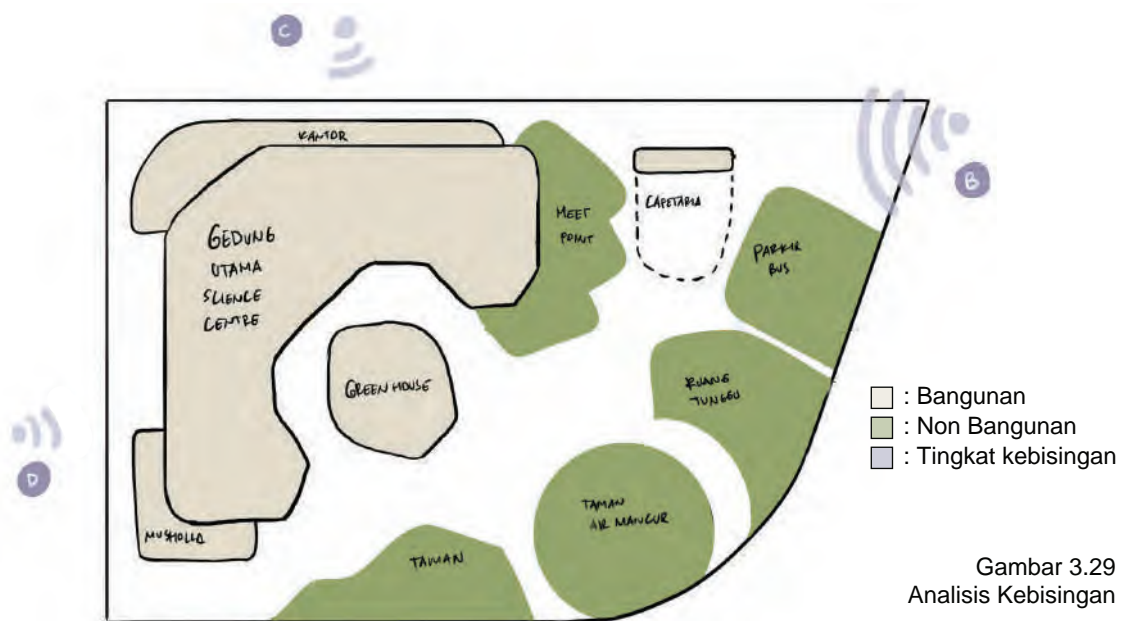 C
KANTOR
B
MEET
POINT
CAFETARIA
GEDUNG
UTAMA
SCIENCE
CENTRE
PARKIR
BUS
GREEN HOUSE
RUANG
TUNGGU
: Bangunan
: Non Bangunan
: Tingkat kebisingan
D
TAMAN
AIR MANCUR
MUSHOLLA
TAMAN
Gambar 3.29
Analisis Kebisingan